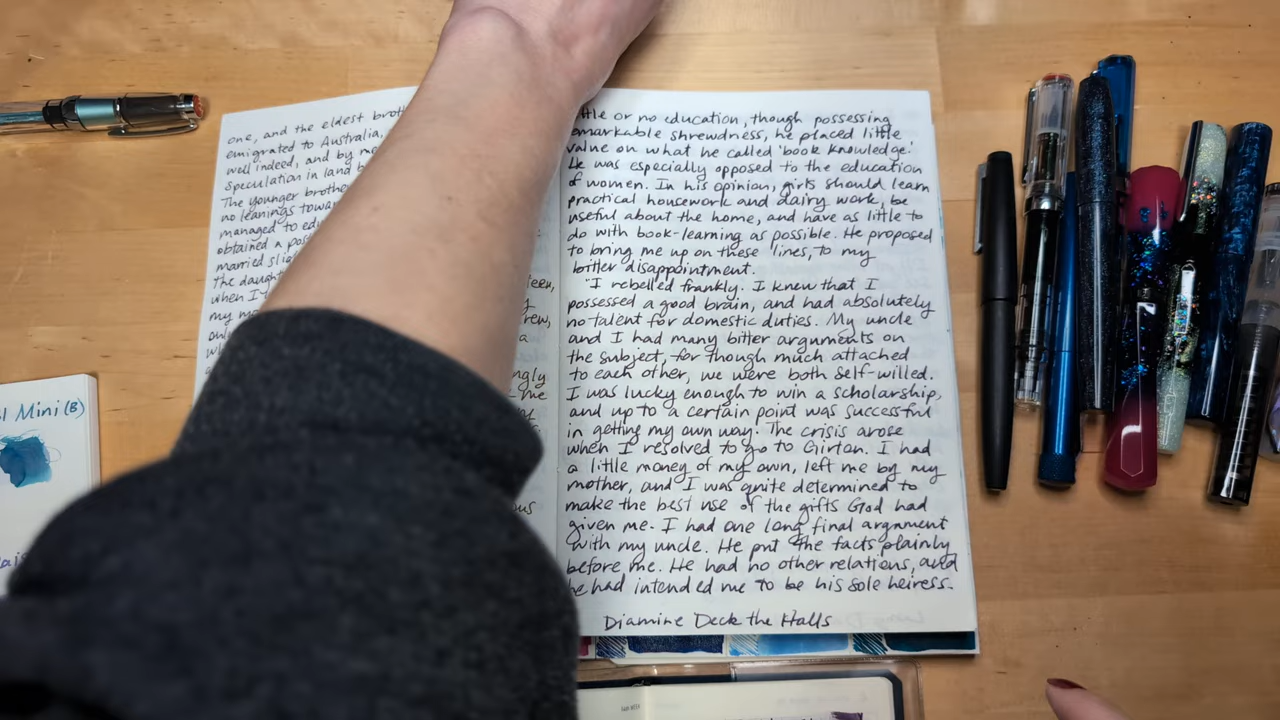 one, and the eldest
emigrated to Australia,
well indeed, and by
speculation in land
The younger brother
no leanings
managed to
obtained a
married
the daught
when I
my
on
l Mini (B)
teen,
rew,
a
ngly
me
ous
ttle or no education, though possessing
emarkable shrewdness, he placed little
value on what he called 'book knowledge'.
He was especially opposed to the education
of women. In his opinion, girls should learn
practical housework and dairy work, be
useful about the home, and have as little to
do with book-learning as possible. He proposed
to bring me up on these lines, to my
bitter disappointment.
"I rebelled frankly. I knew that I
possessed a good brain, and had absolutely
no talent for domestic duties. My uncle
and I had many bitter arguments on
the subject, for though much attached
to each other, we were both self-willed.
I was lucky enough to win a scholarship,
and up to a certain point was successful
in getting my own way. The crisis arose
when I resolved to go to Girton. I had
a little money of my own, left me by my
mother, and I was quite determined to
make the best use of the gifts God had
given me. I had one long final argument
with my uncle. He put the facts plainly
before me. He had no other relations, and
he had intended me to be his sole heiress.
Diamine Deck the Halls